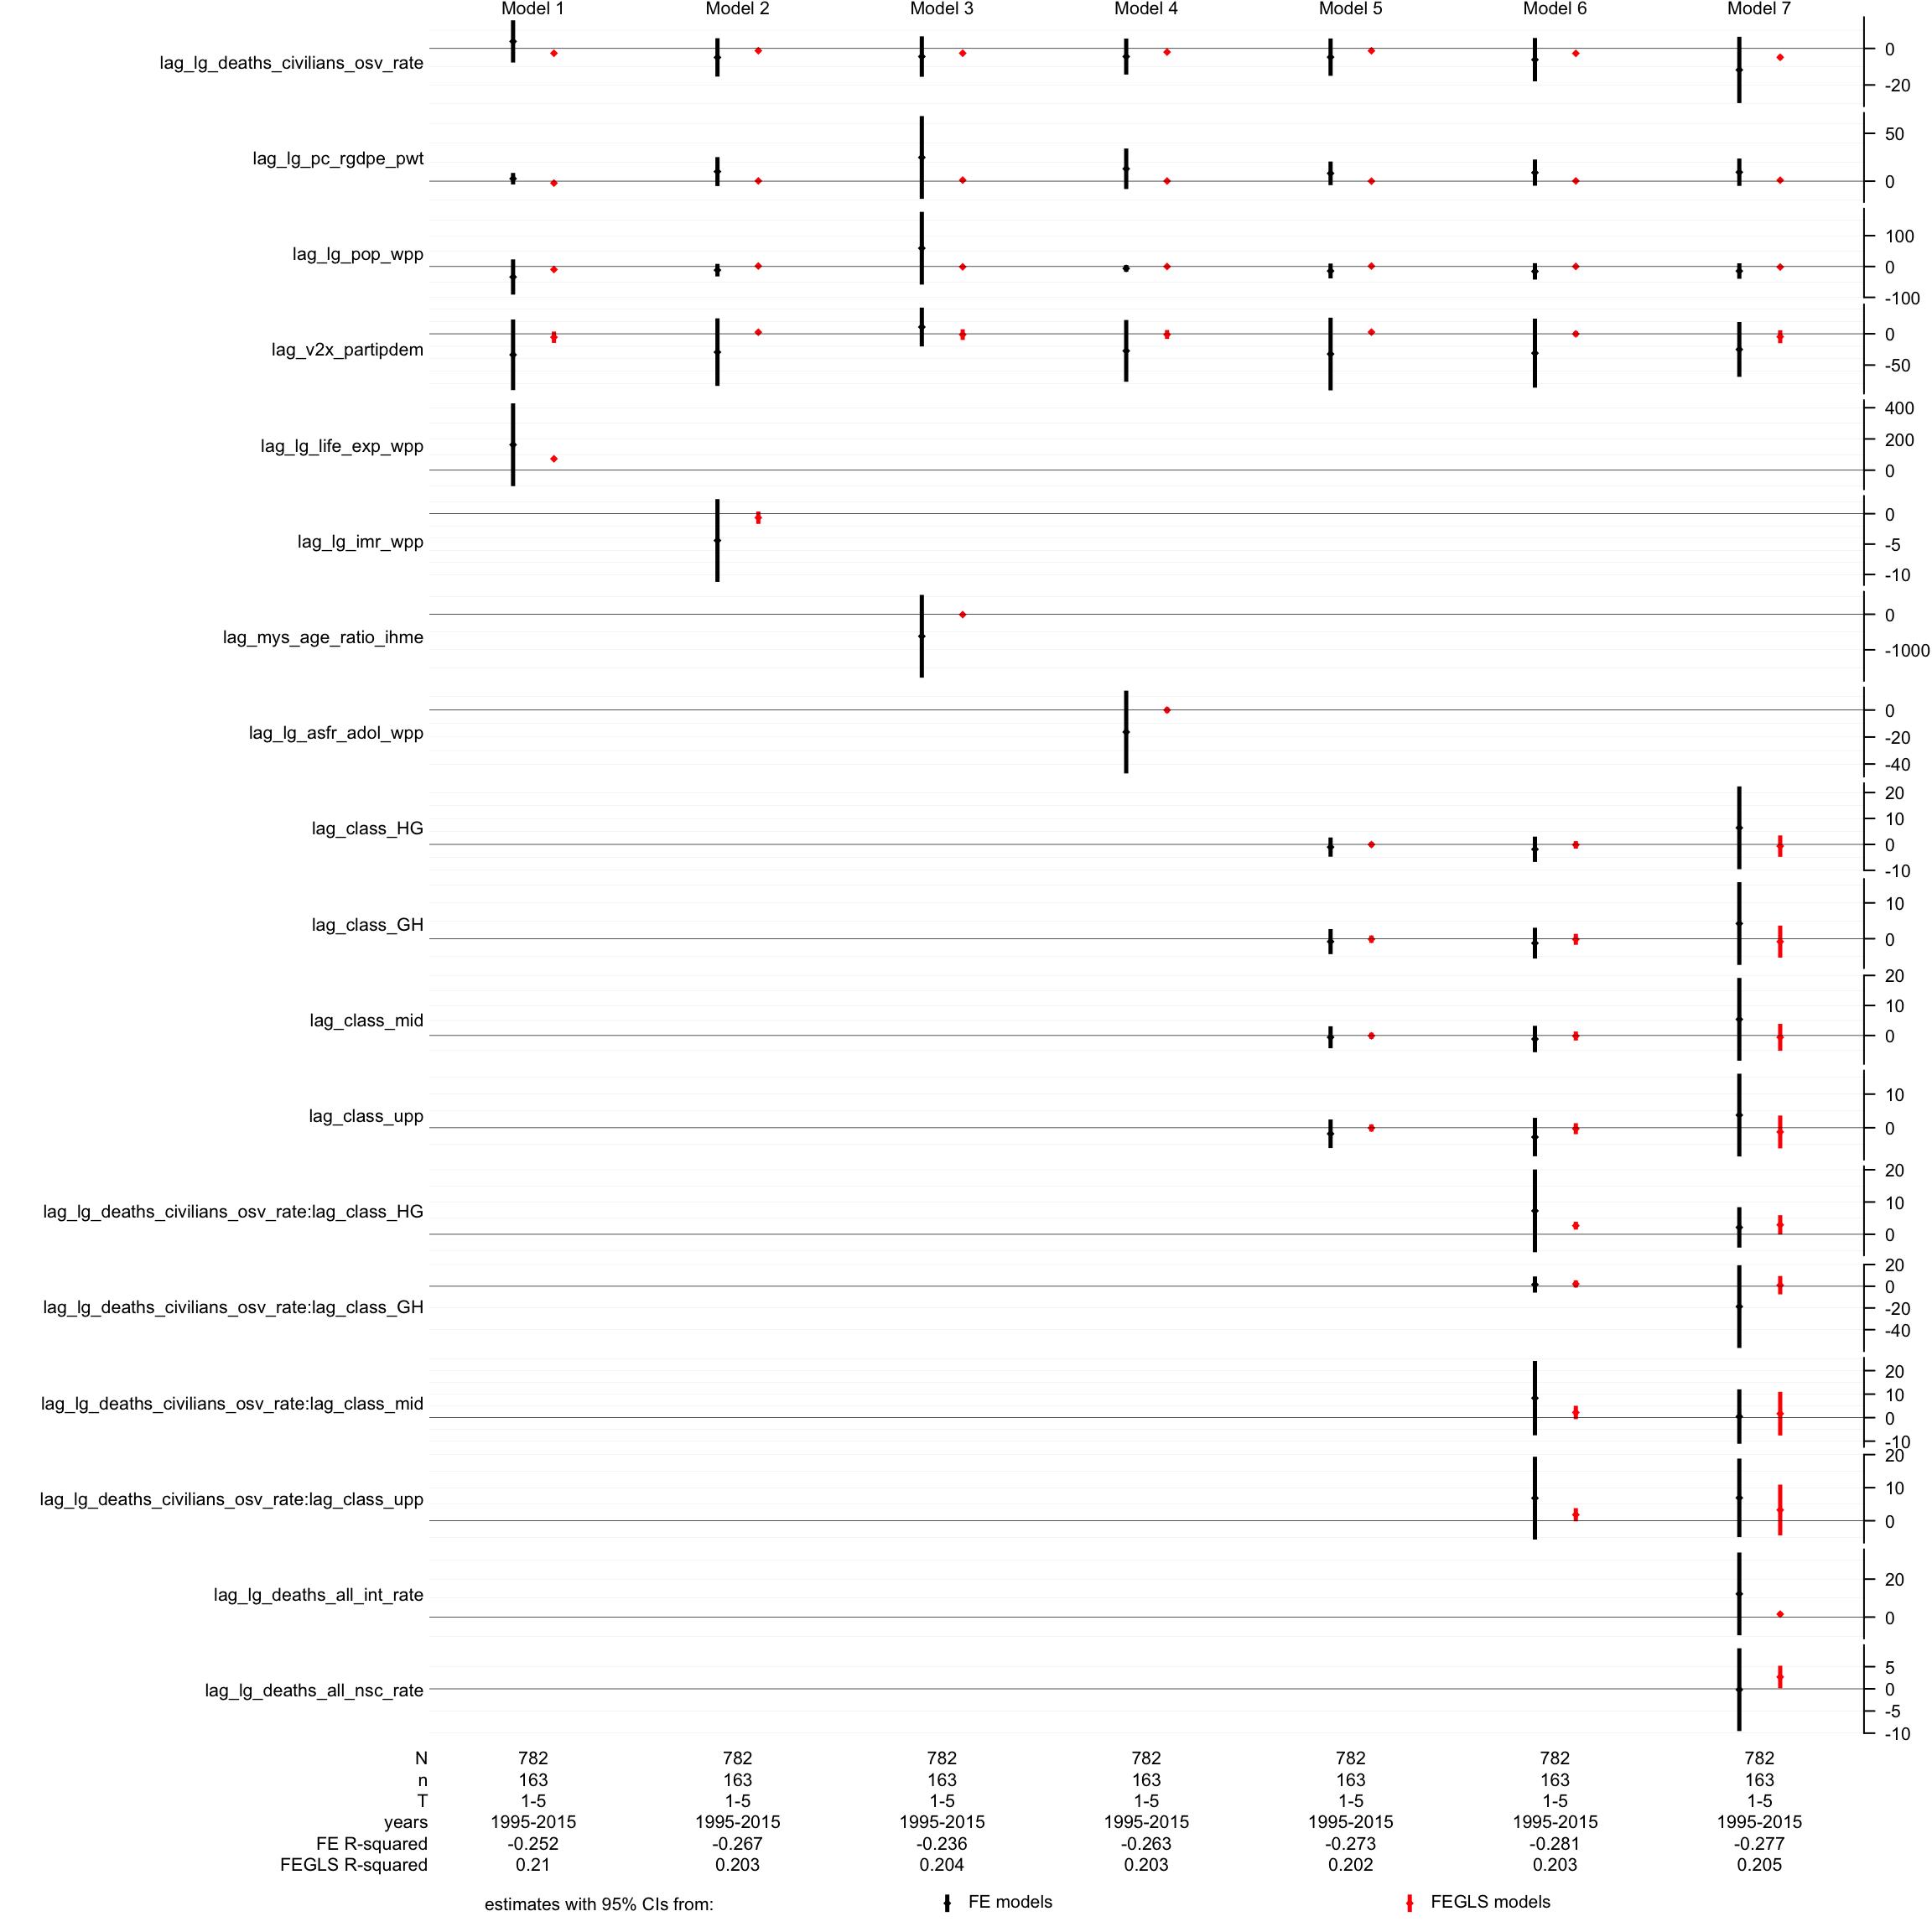 Model 1 Model 2 Model 3 Model 4 Model 5 Model 6 Model 7
lag_lg_deaths_civilians_osv_rate 0 -20
lag_lg_pc_rgdpe_pwt 50 0
lag_lg_pop_wpp 100 0 -100
lag_v2x_partipdem 0 -50
lag_lg_life_exp_wpp 400 200 0
lag_lg_imr_wpp 0 -5 -10
lag_mys_age_ratio_ihme 0 -1000
lag_lg_asfr_adol_wpp 0 -20 -40
lag_class_HG 20 10 0 -10
lag_class_GH 10 0
lag_class_mid 20 10 0
lag_class_upp 10 0
lag_lg_deaths_civilians_osv_rate:lag_class_HG 20 10 0
lag_lg_deaths_civilians_osv_rate:lag_class_GH 20 0 -20 -40
lag_lg_deaths_civilians_osv_rate:lag_class_mid 20 10 0 -10
lag_lg_deaths_civilians_osv_rate:lag_class_upp 20 10 0
lag_lg_deaths_all_int_rate 20 0
lag_lg_deaths_all_nsc_rate 5 0 -5 -10
N 782 782 782 782 782 782 782
n 163 163 163 163 163 163 163
T 1-5 1-5 1-5 1-5 1-5 1-5 1-5
years 1995-2015 1995-2015 1995-2015 1995-2015 1995-2015 1995-2015 1995-2015
FE R-squared -0.252 -0.267 -0.236 -0.263 -0.273 -0.281 -0.277
FEGLS R-squared 0.21 0.203 0.204 0.203 0.202 0.203 0.205
estimates with 95% CIs from: FE models FEGLS models